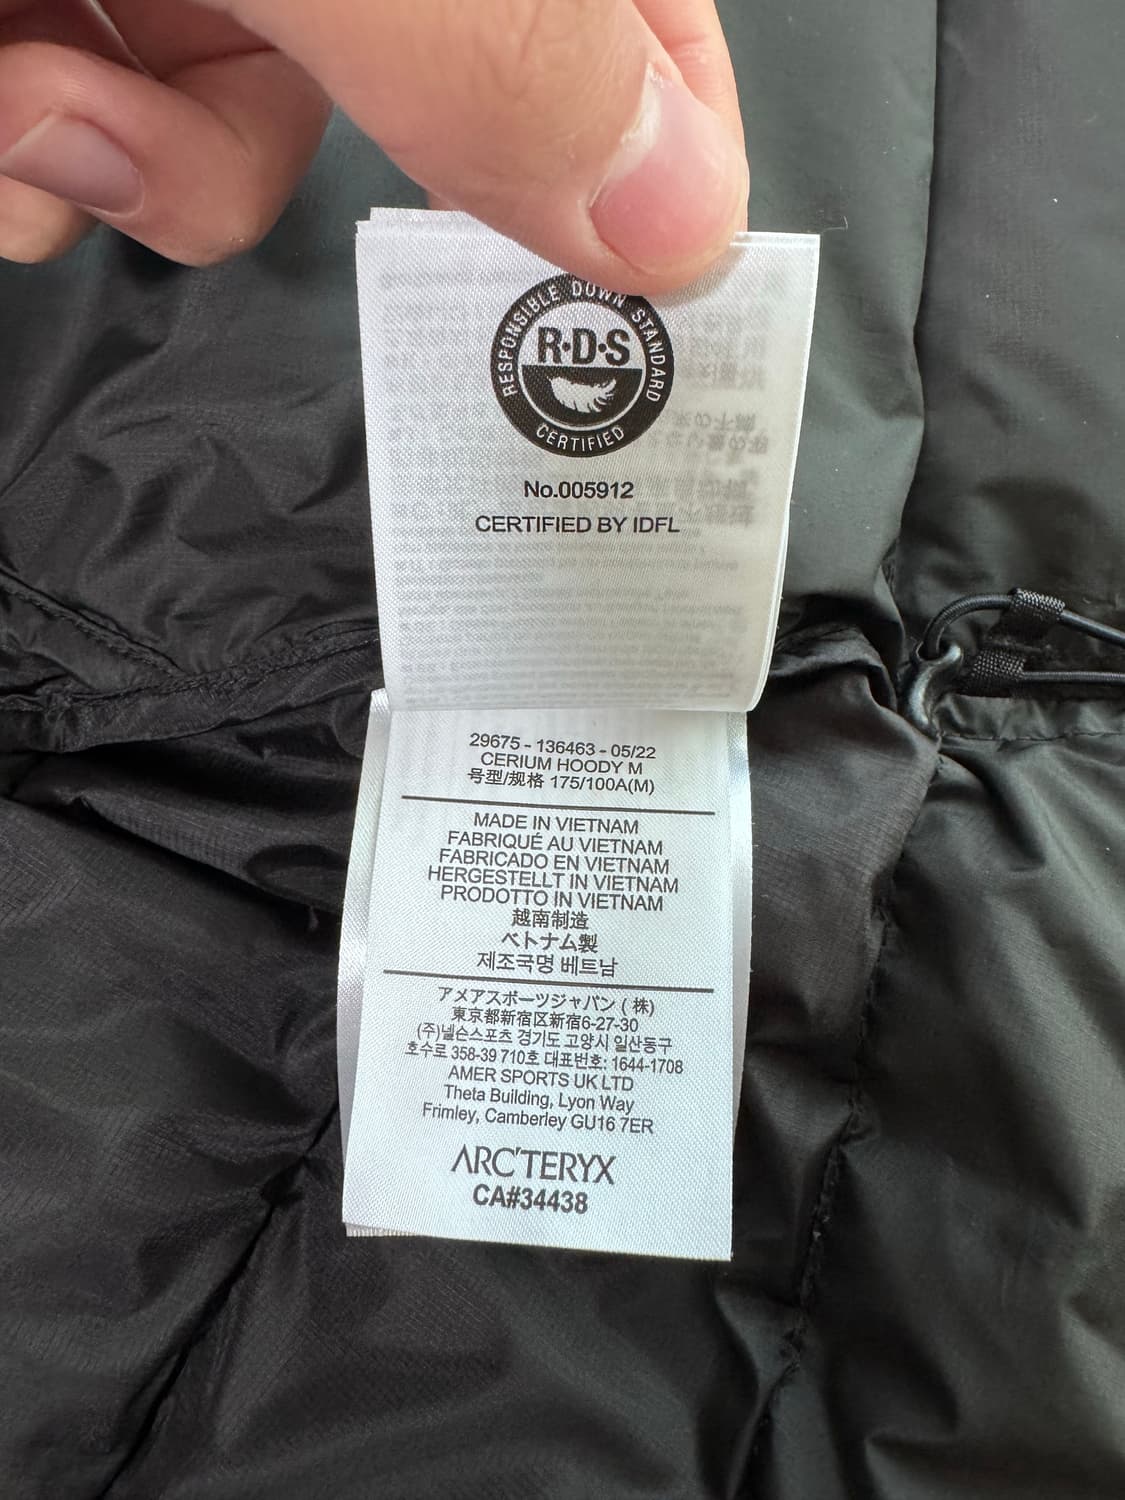 RESPONSIBLE DOWN STANDARD
R·D·S
CERTIFIED
No.005912
CERTIFIED BY IDFL
29675 - 136463 - 05/22
CERIUM HOODY M
号型/规格 175/100A(M)
MADE IN VIETNAM
FABRIQUÉ AU VIETNAM
FABRICADO EN VIETNAM
HERGESTELLT IN VIETNAM
PRODOTTO IN VIETNAM
越南制造
ベトナム製
제조국명 베트남
アメアスポーツジャパン ( 株)
東京都新宿区新宿6-27-30
(주)넬슨스포츠 경기도 고양시 일산동구
호수로 358-39 710호 대표번호: 1644-1708
AMER SPORTS UK LTD
Theta Building, Lyon Way
Frimley, Camberley GU16 7ER
ARC'TERYX
CA#34438